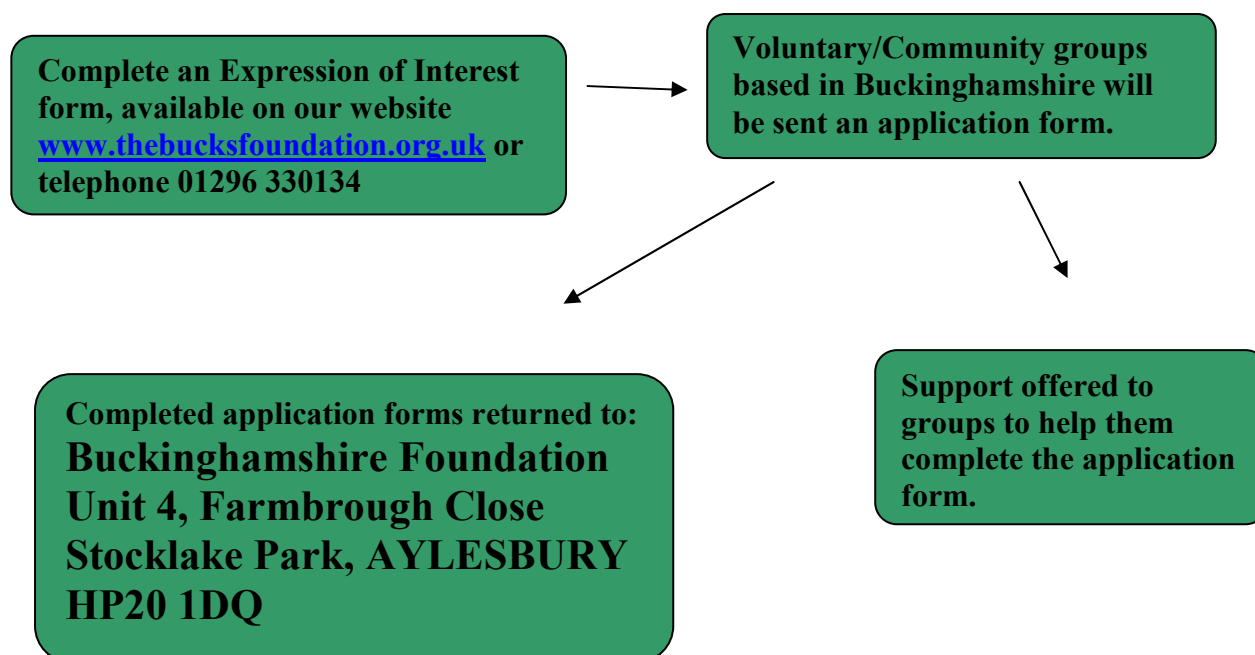 Complete an Expression of Interest
form, available on our website
www.thebucksfoundation.org.uk or
telephone 01296 330134
Voluntary/Community groups
based in Buckinghamshire will
be sent an application form.
Completed application forms returned to:
Buckinghamshire Foundation
Unit 4, Farmbrough Close
Stocklake Park, AYLESBURY
HP20 1DQ
Support offered to
groups to help them
complete the application
form.